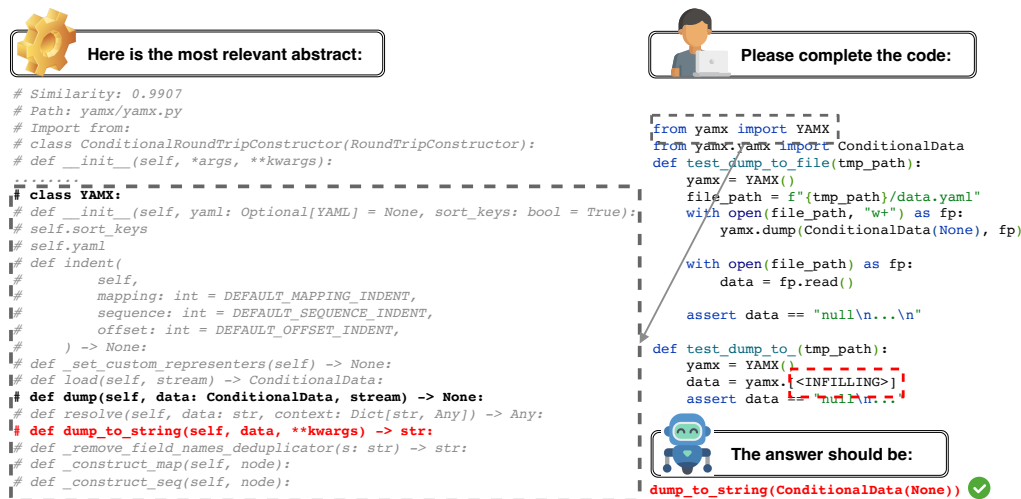 Here is the most relevant abstract:
# Similarity: 0.9907
# Path: yamx/yamx.py
# Import from:
# class ConditionalRoundTripConstructor(RoundTripConstructor):
# def __init__(self, *args, **kwargs):
........
# class YAMX:
# def __init__(self, yaml: Optional[YAML] = None, sort_keys: bool = True):
# self.sort_keys
# self.yaml
# def indent(
#         self,
#         mapping: int = DEFAULT_MAPPING_INDENT,
#         sequence: int = DEFAULT_SEQUENCE_INDENT,
#         offset: int = DEFAULT_OFFSET_INDENT,
#     ) -> None:
# def _set_custom_representers(self) -> None:
# def load(self, stream) -> ConditionalData:
# def dump(self, data: ConditionalData, stream) -> None:
# def resolve(self, data: str, context: Dict[str, Any]) -> Any:
# def dump_to_string(self, data, **kwargs) -> str:
# def _remove_field_names_deduplicator(s: str) -> str:
# def _construct_map(self, node):
# def _construct_seq(self, node):
Please complete the code:
from yamx import YAMX
from yamx.yamx import ConditionalData
def test_dump_to_file(tmp_path):
    yamx = YAMX()
    file_path = f"{tmp_path}/data.yaml"
    with open(file_path, "w+") as fp:
        yamx.dump(ConditionalData(None), fp)
    with open(file_path) as fp:
        data = fp.read()
    assert data == "null\n...\n"
def test_dump_to_(tmp_path):
    yamx = YAMX()
    data = yamx.[<INFILLING>]
    assert data == "null\n..."
The answer should be:
dump_to_string(ConditionalData(None))